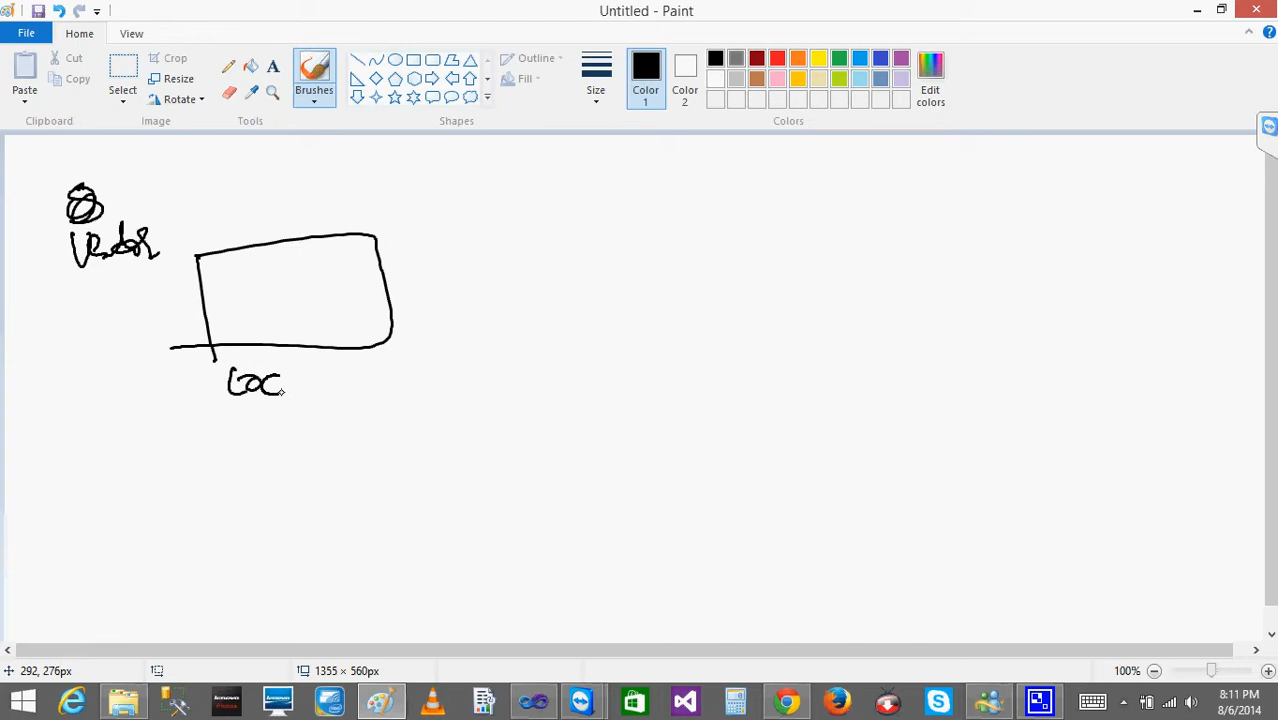 Untitled - Paint
File
Home
View
Paste
Cut
Copy
Clipboard
Select
Crop
Resize
Rotate
Image
Tools
A
Brushes
Outline
Fill
Shapes
Size
Color 1
Color 2
Edit colors
Colors
Vendor
Loc
292, 276px
1355 × 560px
100%
8:11 PM
8/6/2014